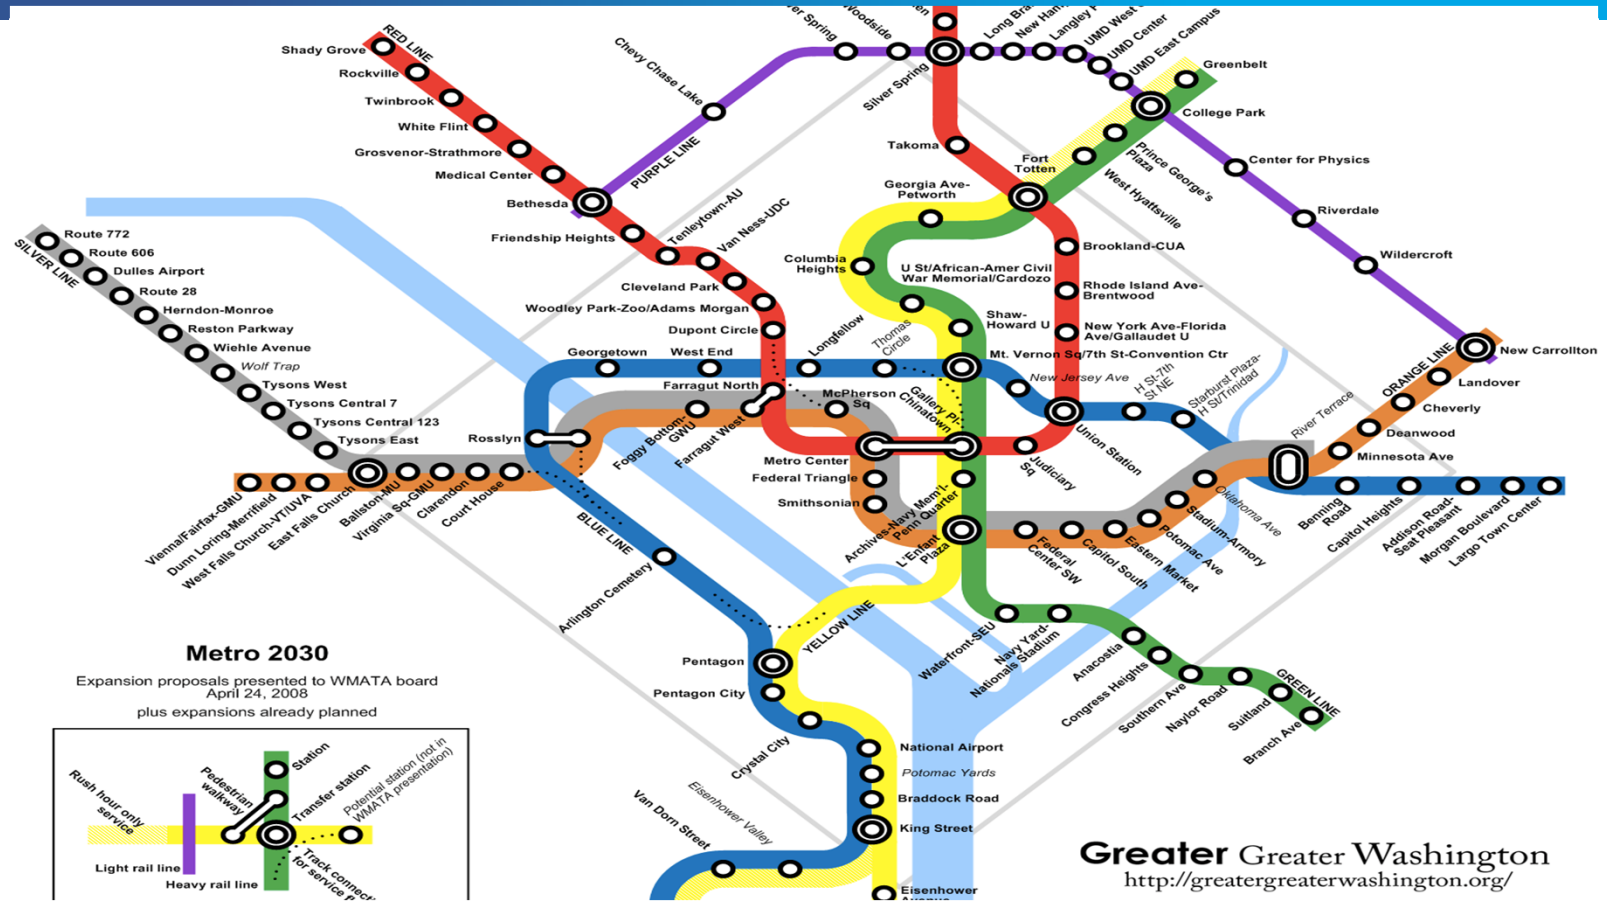 RED LINE
Shady Grove
Rockville
Twinbrook
White Flint
Grosvenor-Strathmore
Medical Center
Bethesda
Friendship Heights
Tenleytown-AU
Van Ness-UDC
Cleveland Park
Woodley Park-Zoo/Adams Morgan
Dupont Circle
Farragut North
PURPLE LINE
Chevy Chase Lake
Spring
Woodside
Silver Spring
New
UMD West
UMD Center
UMD East Campus
Greenbelt
College Park
Prince George's
Plaza
West Hyattsville
Center for Physics
Riverdale
Wildercroft
New Carrollton
Takoma
Fort
Totten
Georgia Ave-
Petworth
Columbia
Heights
U St/African-Amer Civil
War Memorial/Cardozo
Shaw-
Howard U
Mt. Vernon Sq/7th St-Convention Ctr
Brookland-CUA
Rhode Island Ave-
Brentwood
New York Ave-Florida
Ave/Gallaudet U
New Jersey Ave
H St-7th
St NE
Starburst Plaza-
H St/Trinidad
Union Station
Judiciary
Sq
SILVER LINE
Route 772
Route 606
Dulles Airport
Route 28
Herndon-Monroe
Reston Parkway
Wiehle Avenue
Wolf Trap
Tysons West
Tysons Central 7
Tysons Central 123
Tysons East
Vienna/Fairfax-GMU
Dunn Loring-Merrifield
West Falls Church-VT/UVA
East Falls Church
Ballston-MU
Virginia Sq-GMU
Clarendon
Court House
Rosslyn
Georgetown
West End
Longfellow
Thomas
Circle
Foggy Bottom-
GWU
Farragut West
McPherson
Sq
Gallery Pl-
Chinatown
Metro Center
Federal Triangle
Smithsonian
Archives-Navy Mem'l-
Penn Quarter
L'Enfant
Plaza
Federal
Center SW
Capitol South
Eastern Market
Potomac Ave
Stadium-Armory
Oklahoma Ave
River Terrace
ORANGE LINE
Landover
Cheverly
Deanwood
Minnesota Ave
Benning
Road
Capitol Heights
Addison Road-
Seat Pleasant
Morgan Boulevard
Largo Town Center
BLUE LINE
Arlington Cemetery
YELLOW LINE
Pentagon
Pentagon City
Crystal City
National Airport
Potomac Yards
Braddock Road
King Street
Eisenhower Valley
Van Dorn Street
Eisenhower
Waterfront-SEU
Navy Yard-
Nationals Stadium
Anacostia
Congress Heights
Southern Ave
Naylor Road
Suitland
Branch Ave
GREEN LINE
Metro 2030
Expansion proposals presented to WMATA board
April 24, 2008
plus expansions already planned
Rush hour only
service
Pedestrian
walkway
Station
Transfer station
Potential station (not in
WMATA presentation)
Light rail line
Heavy rail line
Track
for service
Greater Greater Washington
http://greatergreaterwashington.org/